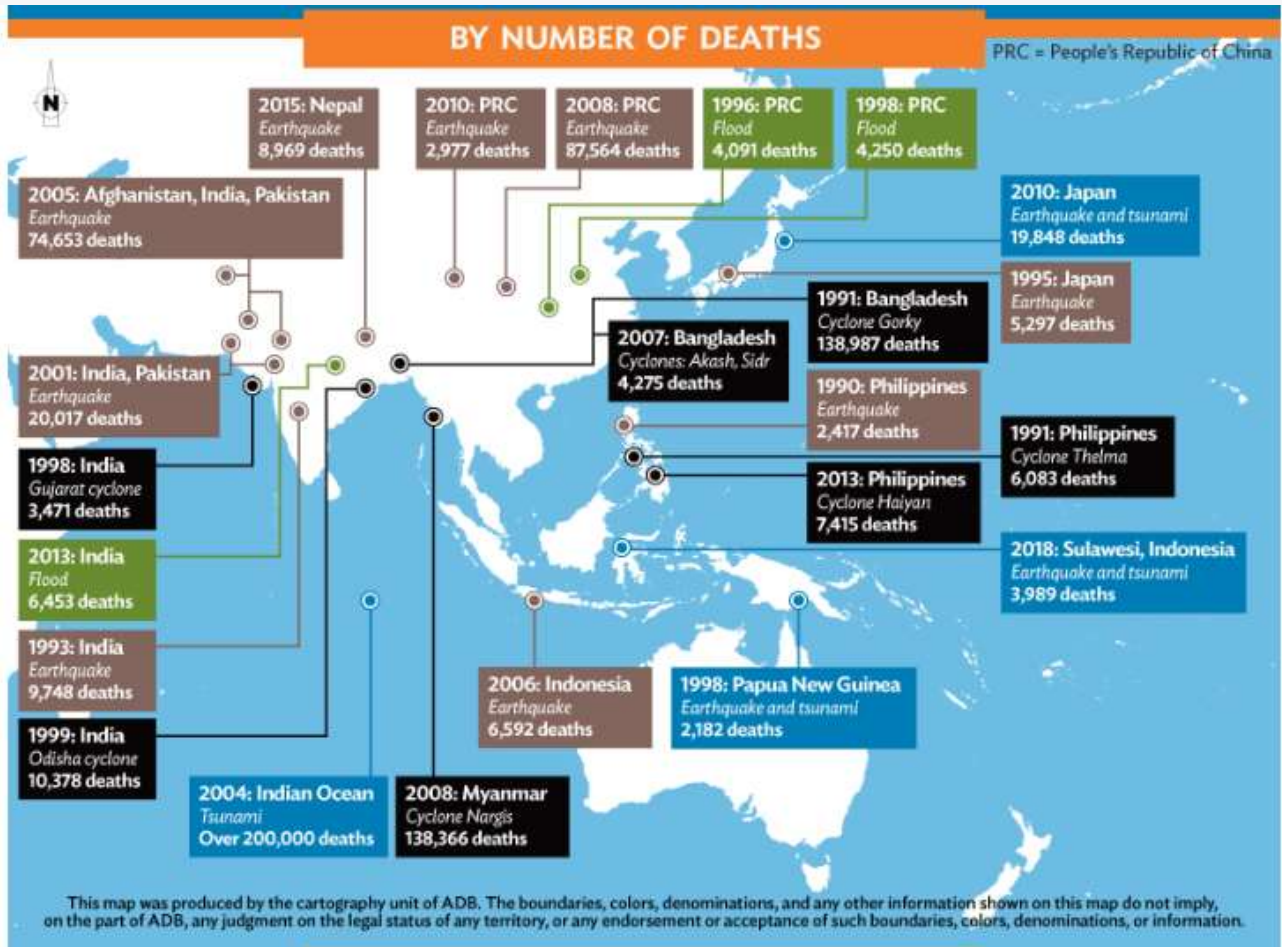 BY NUMBER OF DEATHS
PRC = People's Republic of China
N
2015: Nepal
Earthquake
8,969 deaths
2010: PRC
Earthquake
2,977 deaths
2008: PRC
Earthquake
87,564 deaths
1996: PRC
Flood
4,091 deaths
1998: PRC
Flood
4,250 deaths
2005: Afghanistan, India, Pakistan
Earthquake
74,653 deaths
2010: Japan
Earthquake and tsunami
19,848 deaths
1995: Japan
Earthquake
5,297 deaths
1991: Bangladesh
Cyclone Gorky
138,987 deaths
2007: Bangladesh
Cyclones: Akash, Sidr
4,275 deaths
2001: India, Pakistan
Earthquake
20,017 deaths
1990: Philippines
Earthquake
2,417 deaths
1991: Philippines
Cyclone Thelma
6,083 deaths
1998: India
Gujarat cyclone
3,471 deaths
2013: Philippines
Cyclone Haiyan
7,415 deaths
2013: India
Flood
6,453 deaths
2018: Sulawesi, Indonesia
Earthquake and tsunami
3,989 deaths
1993: India
Earthquake
9,748 deaths
2006: Indonesia
Earthquake
6,592 deaths
1998: Papua New Guinea
Earthquake and tsunami
2,182 deaths
1999: India
Odisha cyclone
10,378 deaths
2004: Indian Ocean
Tsunami
Over 200,000 deaths
2008: Myanmar
Cyclone Nargis
138,366 deaths
This map was produced by the cartography unit of ADB. The boundaries, colors, denominations, and any other information shown on this map do not imply,
on the part of ADB, any judgment on the legal status of any territory, or any endorsement or acceptance of such boundaries, colors, denominations, or information.